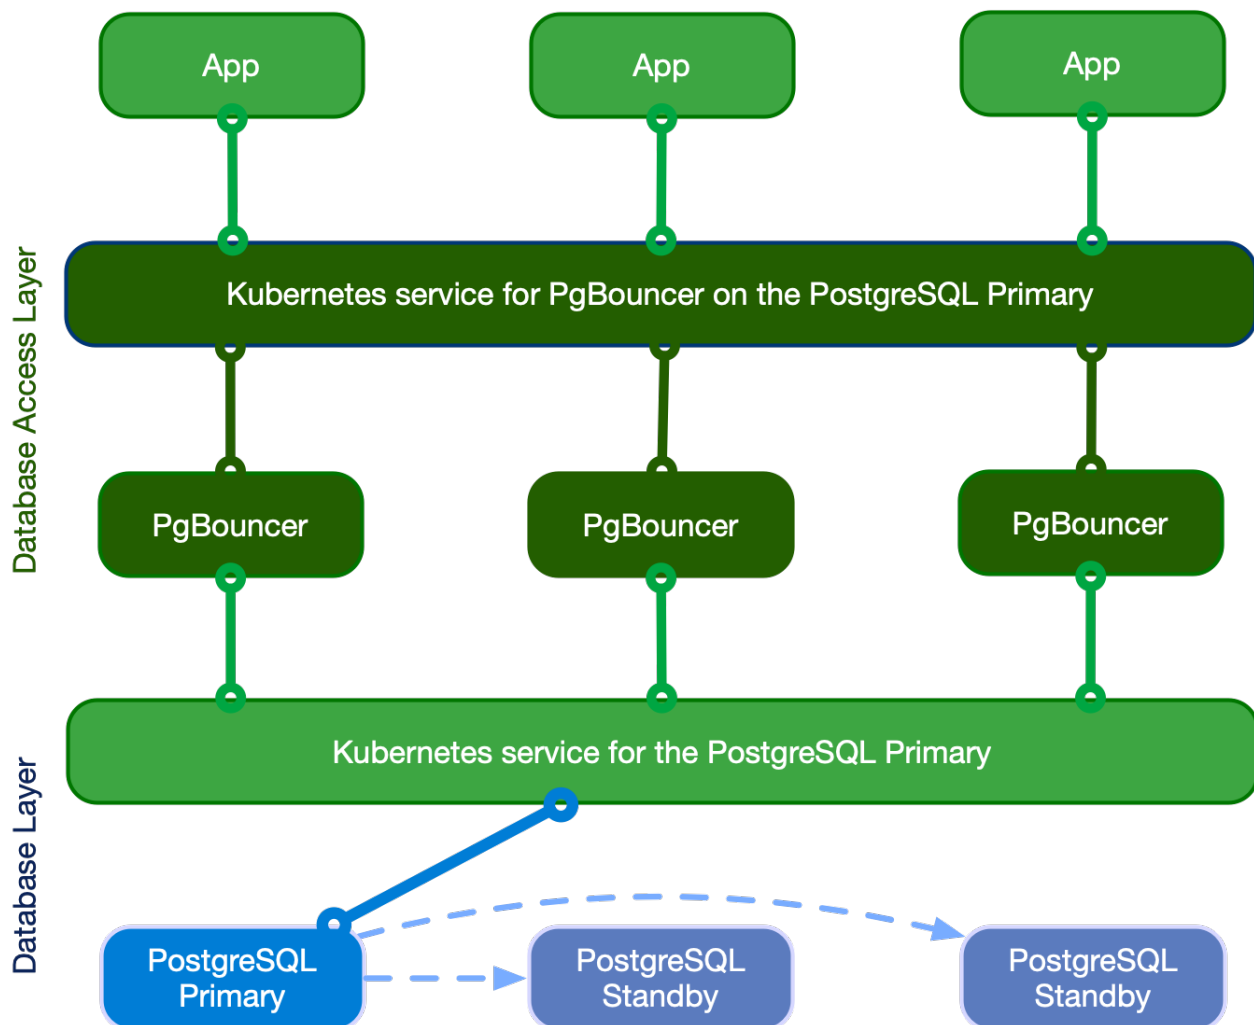 App
App
App
Database Access Layer
Kubernetes service for PgBouncer on the PostgreSQL Primary
PgBouncer
PgBouncer
PgBouncer
Database Layer
Kubernetes service for the PostgreSQL Primary
PostgreSQL
Primary
PostgreSQL
Standby
PostgreSQL
Standby